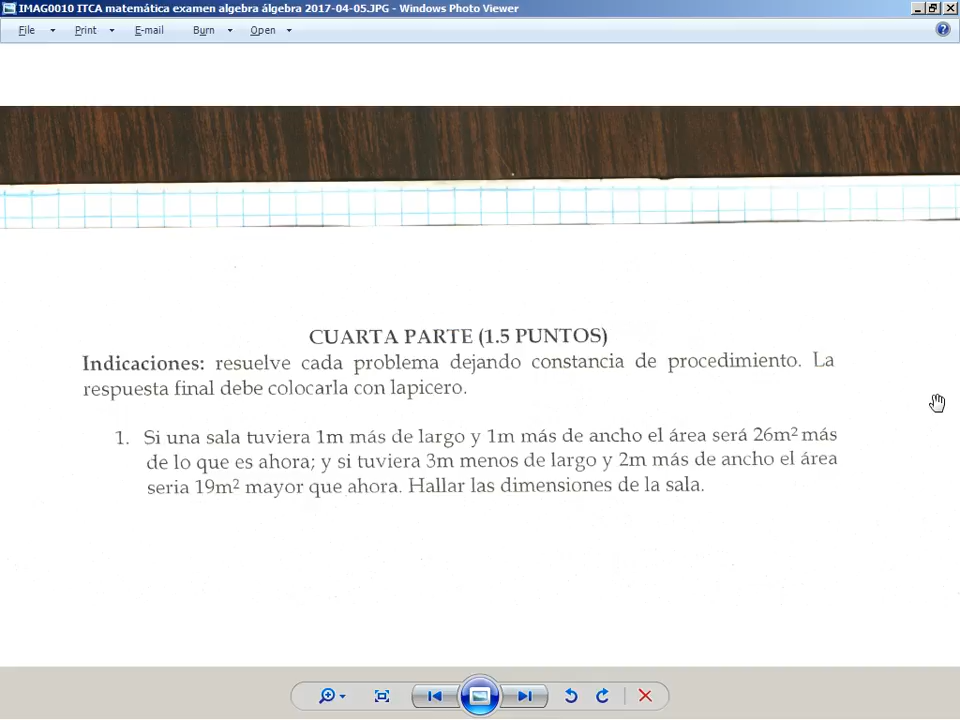 IMAG0010 ITCA matemática examen algebra álgebra 2017-04-05.JPG - Windows Photo Viewer
File Print E-mail Burn Open
CUARTA PARTE (1.5 PUNTOS)
Indicaciones: resuelve cada problema dejando constancia de procedimiento. La
respuesta final debe colocarla con lapicero.
1. Si una sala tuviera 1m más de largo y 1m más de ancho el área será 26m² más
de lo que es ahora; y si tuviera 3m menos de largo y 2m más de ancho el área
seria 19m² mayor que ahora. Hallar las dimensiones de la sala.